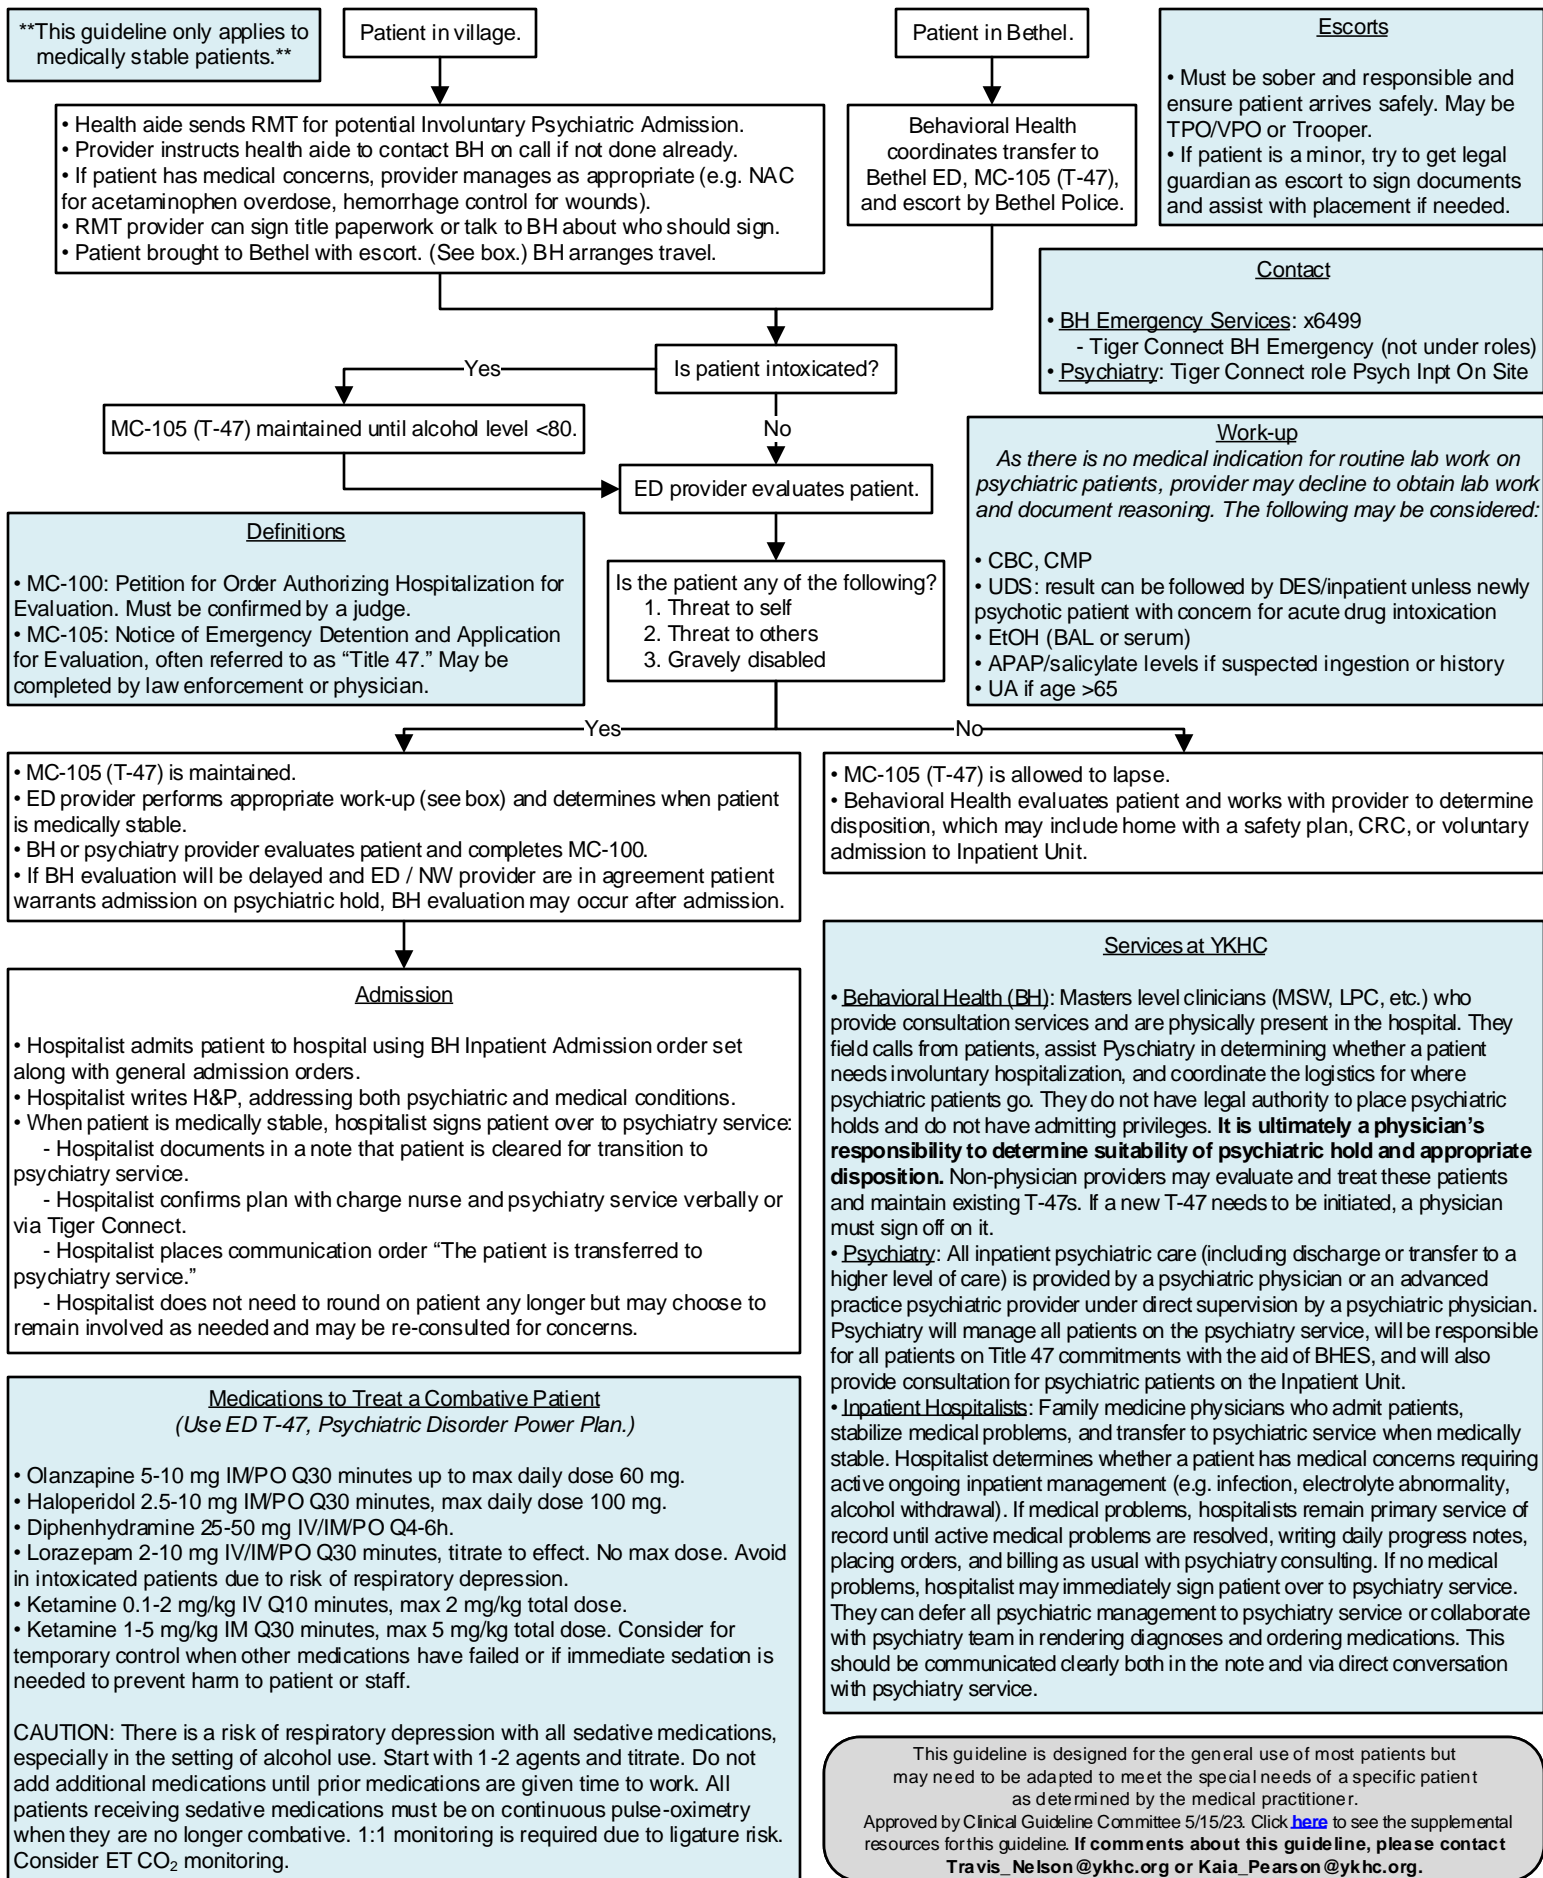 **This guideline only applies to
medically stable patients.**
Patient in village.
Patient in Bethel.
Escorts
• Must be sober and responsible and
ensure patient arrives safely. May be
TPO/VPO or Trooper.
• If patient is a minor, try to get legal
guardian as escort to sign documents
and assist with placement if needed.
• Health aide sends RMT for potential Involuntary Psychiatric Admission.
• Provider instructs health aide to contact BH on call if not done already.
• If patient has medical concerns, provider manages as appropriate (e.g. NAC
for acetaminophen overdose, hemorrhage control for wounds).
• RMT provider can sign title paperwork or talk to BH about who should sign.
• Patient brought to Bethel with escort. (See box.) BH arranges travel.
Behavioral Health
coordinates transfer to
Bethel ED, MC-105 (T-47),
and escort by Bethel Police.
Contact
• BH Emergency Services: x6499
- Tiger Connect BH Emergency (not under roles)
• Psychiatry: Tiger Connect role Psych Inpt On Site
Is patient intoxicated?
Yes
No
MC-105 (T-47) maintained until alcohol level <80.
ED provider evaluates patient.
Work-up
As there is no medical indication for routine lab work on
psychiatric patients, provider may decline to obtain lab work
and document reasoning. The following may be considered:
• CBC, CMP
• UDS: result can be followed by DES/inpatient unless newly
psychotic patient with concern for acute drug intoxication
• EtOH (BAL or serum)
• APAP/salicylate levels if suspected ingestion or history
• UA if age >65
Definitions
• MC-100: Petition for Order Authorizing Hospitalization for
Evaluation. Must be confirmed by a judge.
• MC-105: Notice of Emergency Detention and Application
for Evaluation, often referred to as “Title 47.” May be
completed by law enforcement or physician.
Is the patient any of the following?
1. Threat to self
2. Threat to others
3. Gravely disabled
Yes
No
• MC-105 (T-47) is maintained.
• ED provider performs appropriate work-up (see box) and determines when patient
is medically stable.
• BH or psychiatry provider evaluates patient and completes MC-100.
• If BH evaluation will be delayed and ED / NW provider are in agreement patient
warrants admission on psychiatric hold, BH evaluation may occur after admission.
• MC-105 (T-47) is allowed to lapse.
• Behavioral Health evaluates patient and works with provider to determine
disposition, which may include home with a safety plan, CRC, or voluntary
admission to Inpatient Unit.
Admission
• Hospitalist admits patient to hospital using BH Inpatient Admission order set
along with general admission orders.
• Hospitalist writes H&P, addressing both psychiatric and medical conditions.
• When patient is medically stable, hospitalist signs patient over to psychiatry service:
- Hospitalist documents in a note that patient is cleared for transition to
psychiatry service.
- Hospitalist confirms plan with charge nurse and psychiatry service verbally or
via Tiger Connect.
- Hospitalist places communication order “The patient is transferred to
psychiatry service.”
- Hospitalist does not need to round on patient any longer but may choose to
remain involved as needed and may be re-consulted for concerns.
Services at YKHC
• Behavioral Health (BH): Masters level clinicians (MSW, LPC, etc.) who
provide consultation services and are physically present in the hospital. They
field calls from patients, assist Pyschiatry in determining whether a patient
needs involuntary hospitalization, and coordinate the logistics for where
psychiatric patients go. They do not have legal authority to place psychiatric
holds and do not have admitting privileges. It is ultimately a physician’s
responsibility to determine suitability of psychiatric hold and appropriate
disposition. Non-physician providers may evaluate and treat these patients
and maintain existing T-47s. If a new T-47 needs to be initiated, a physician
must sign off on it.
• Psychiatry: All inpatient psychiatric care (including discharge or transfer to a
higher level of care) is provided by a psychiatric physician or an advanced
practice psychiatric provider under direct supervision by a psychiatric physician.
Psychiatry will manage all patients on the psychiatry service, will be responsible
for all patients on Title 47 commitments with the aid of BHES, and will also
provide consultation for psychiatric patients on the Inpatient Unit.
• Inpatient Hospitalists: Family medicine physicians who admit patients,
stabilize medical problems, and transfer to psychiatric service when medically
stable. Hospitalist determines whether a patient has medical concerns requiring
active ongoing inpatient management (e.g. infection, electrolyte abnormality,
alcohol withdrawal). If medical problems, hospitalists remain primary service of
record until active medical problems are resolved, writing daily progress notes,
placing orders, and billing as usual with psychiatry consulting. If no medical
problems, hospitalist may immediately sign patient over to psychiatry service.
They can defer all psychiatric management to psychiatry service or collaborate
with psychiatry team in rendering diagnoses and ordering medications. This
should be communicated clearly both in the note and via direct conversation
with psychiatry service.
Medications to Treat a Combative Patient
(Use ED T-47, Psychiatric Disorder Power Plan.)
• Olanzapine 5-10 mg IM/PO Q30 minutes up to max daily dose 60 mg.
• Haloperidol 2.5-10 mg IM/PO Q30 minutes, max daily dose 100 mg.
• Diphenhydramine 25-50 mg IV/IM/PO Q4-6h.
• Lorazepam 2-10 mg IV/IM/PO Q30 minutes, titrate to effect. No max dose. Avoid
in intoxicated patients due to risk of respiratory depression.
• Ketamine 0.1-2 mg/kg IV Q10 minutes, max 2 mg/kg total dose.
• Ketamine 1-5 mg/kg IM Q30 minutes, max 5 mg/kg total dose. Consider for
temporary control when other medications have failed or if immediate sedation is
needed to prevent harm to patient or staff.
CAUTION: There is a risk of respiratory depression with all sedative medications,
especially in the setting of alcohol use. Start with 1-2 agents and titrate. Do not
add additional medications until prior medications are given time to work. All
patients receiving sedative medications must be on continuous pulse-oximetry
when they are no longer combative. 1:1 monitoring is required due to ligature risk.
Consider ET CO₂ monitoring.
This guideline is designed for the general use of most patients but
may need to be adapted to meet the special needs of a specific patient
as determined by the medical practitioner.
Approved by Clinical Guideline Committee 5/15/23. Click here to see the supplemental
resources for this guideline. If comments about this guideline, please contact
Travis_Nelson@ykhc.org or Kaia_Pearson@ykhc.org.